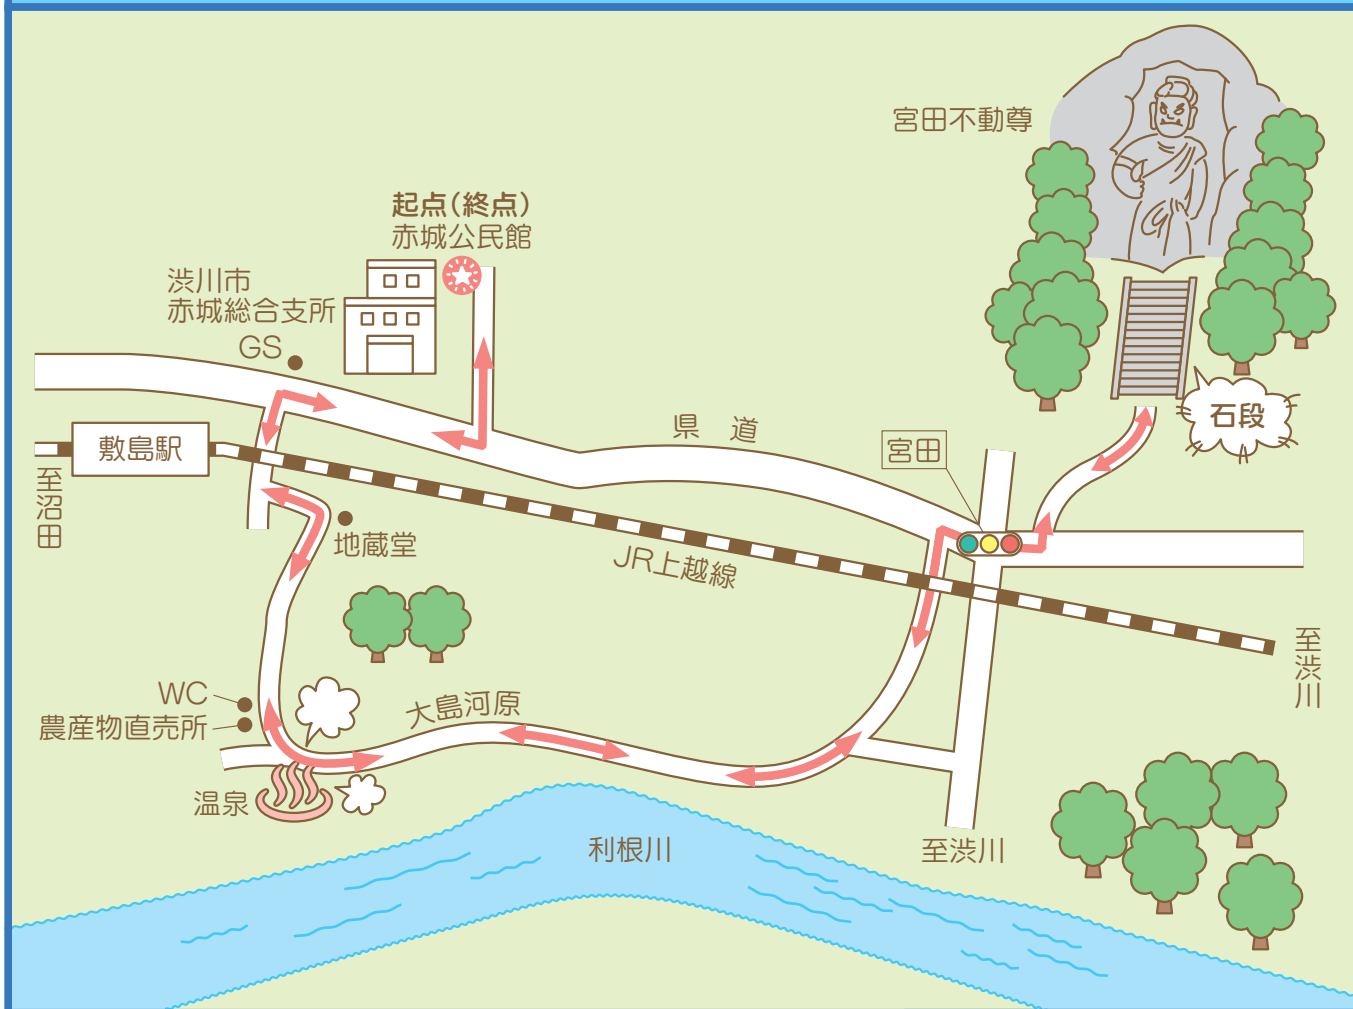 宮田不動尊
起点(終点)
赤城公民館
渋川市
赤城総合支所
GS
敷島駅
至沼田
県 道
宮田
石段
地蔵堂
JR上越線
至渋川
WC
農産物直売所
大島河原
温泉
利根川
至渋川